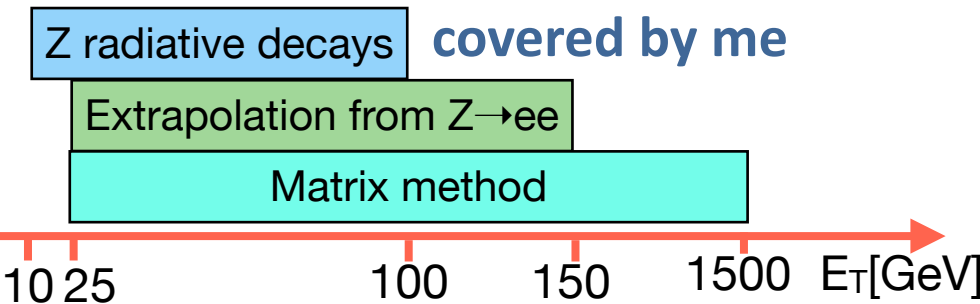 Z radiative decays covered by me
Extrapolation from Z→ee
Matrix method
10 25 100 150 1500 ET[GeV]